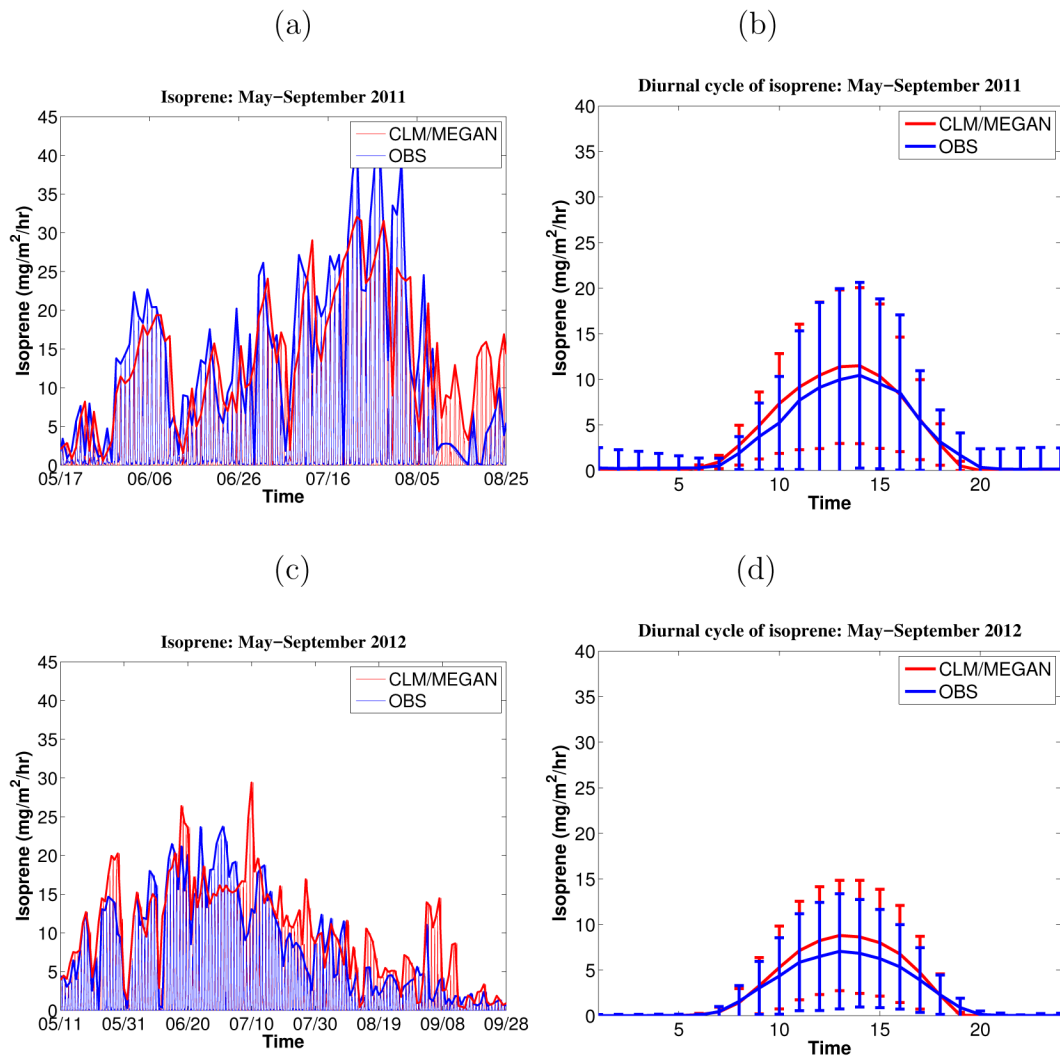 (a)
Isoprene: May−September 2011
Isoprene (mg/m²/hr)
45
40
35
30
25
20
15
10
5
0
CLM/MEGAN
OBS
05/17 06/06 06/26 07/16 08/05 08/25
Time
(b)
Diurnal cycle of isoprene: May−September 2011
Isoprene (mg/m²/hr)
40
35
30
25
20
15
10
5
0
CLM/MEGAN
OBS
5 10 15 20
Time
(c)
Isoprene: May−September 2012
Isoprene (mg/m²/hr)
45
40
35
30
25
20
15
10
5
0
CLM/MEGAN
OBS
05/11 05/31 06/20 07/10 07/30 08/19 09/08 09/28
Time
(d)
Diurnal cycle of isoprene: May−September 2012
Isoprene (mg/m²/hr)
40
35
30
25
20
15
10
5
0
CLM/MEGAN
OBS
5 10 15 20
Time